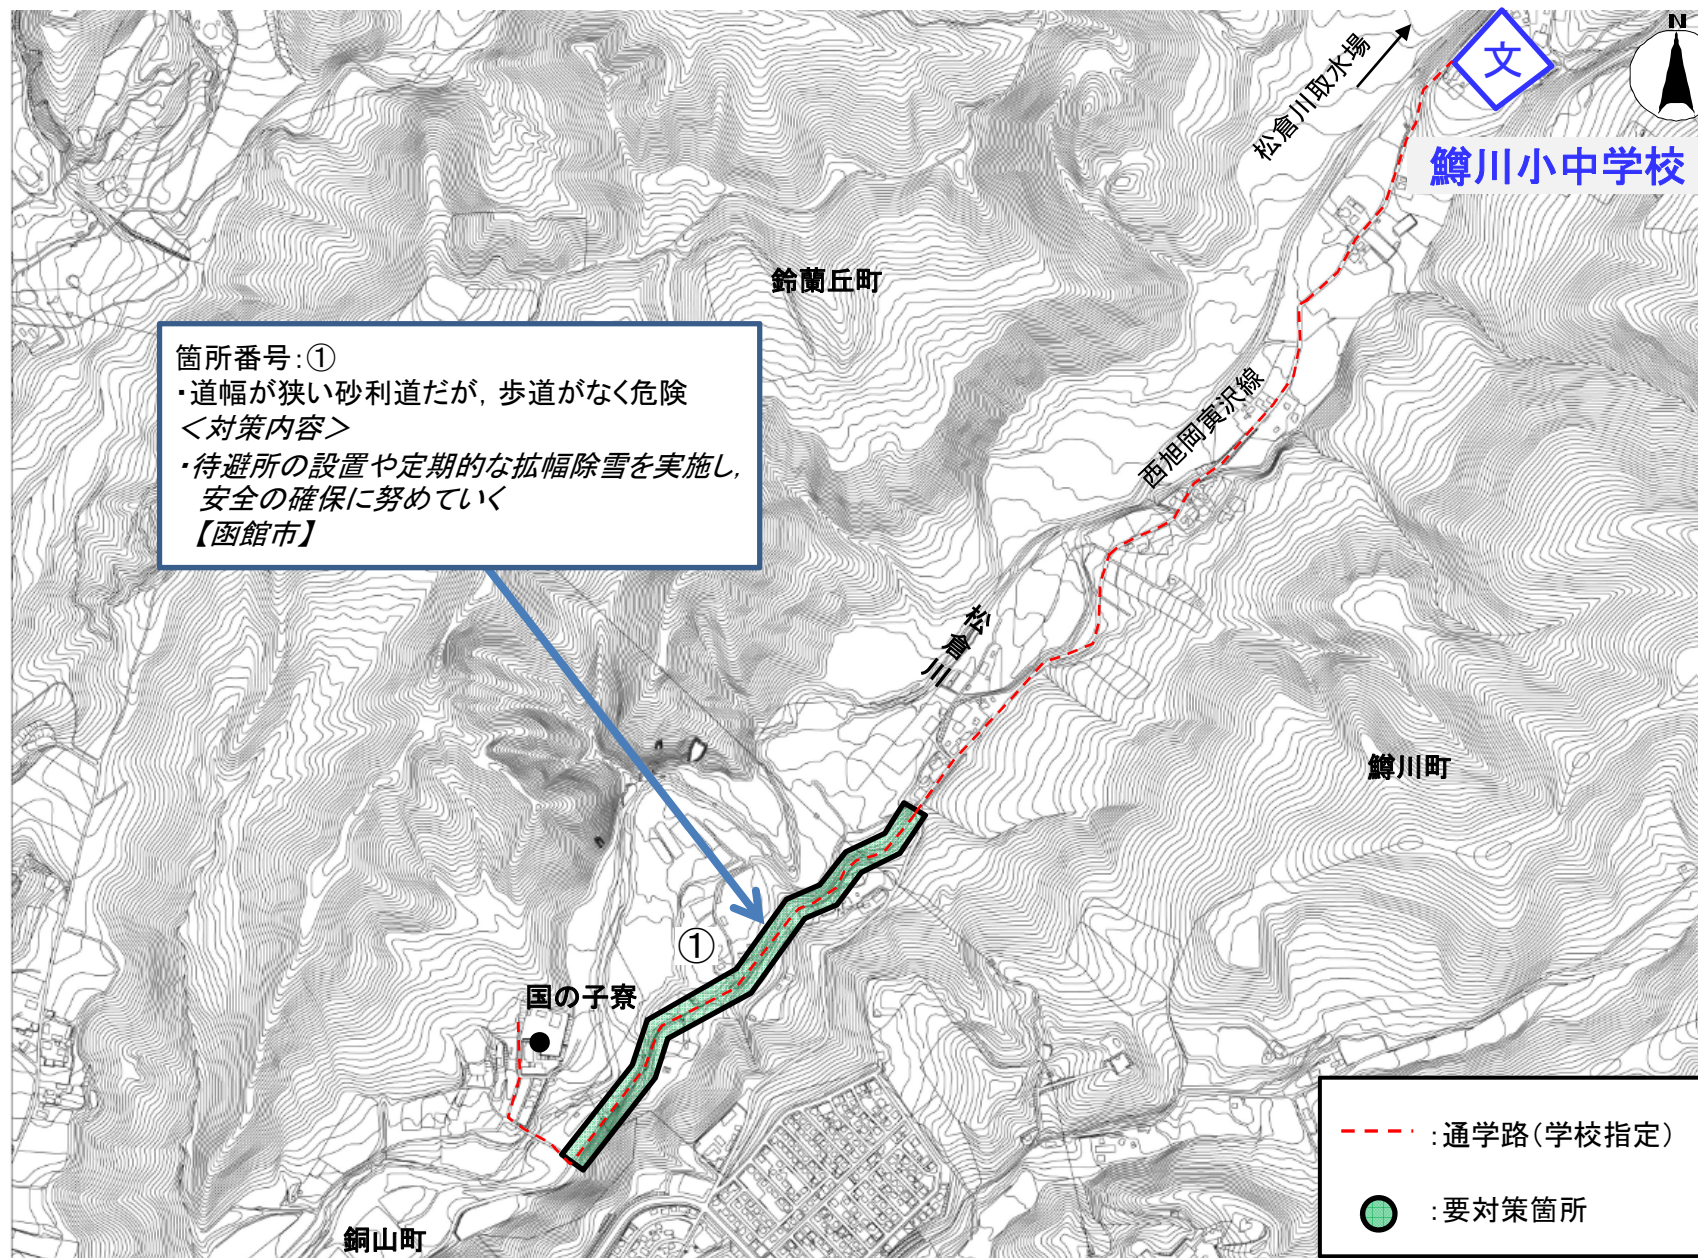 N
文
松倉川取水場
鱒川小中学校
鈴蘭丘町
箇所番号：①
・道幅が狭い砂利道だが，歩道がなく危険
＜対策内容＞
・待避所の設置や定期的な拡幅除雪を実施し，
安全の確保に努めていく
【函館市】
西旭岡寅沢線
松倉川
鱒川町
①
国の子寮
銅山町
：通学路（学校指定）
：要対策箇所